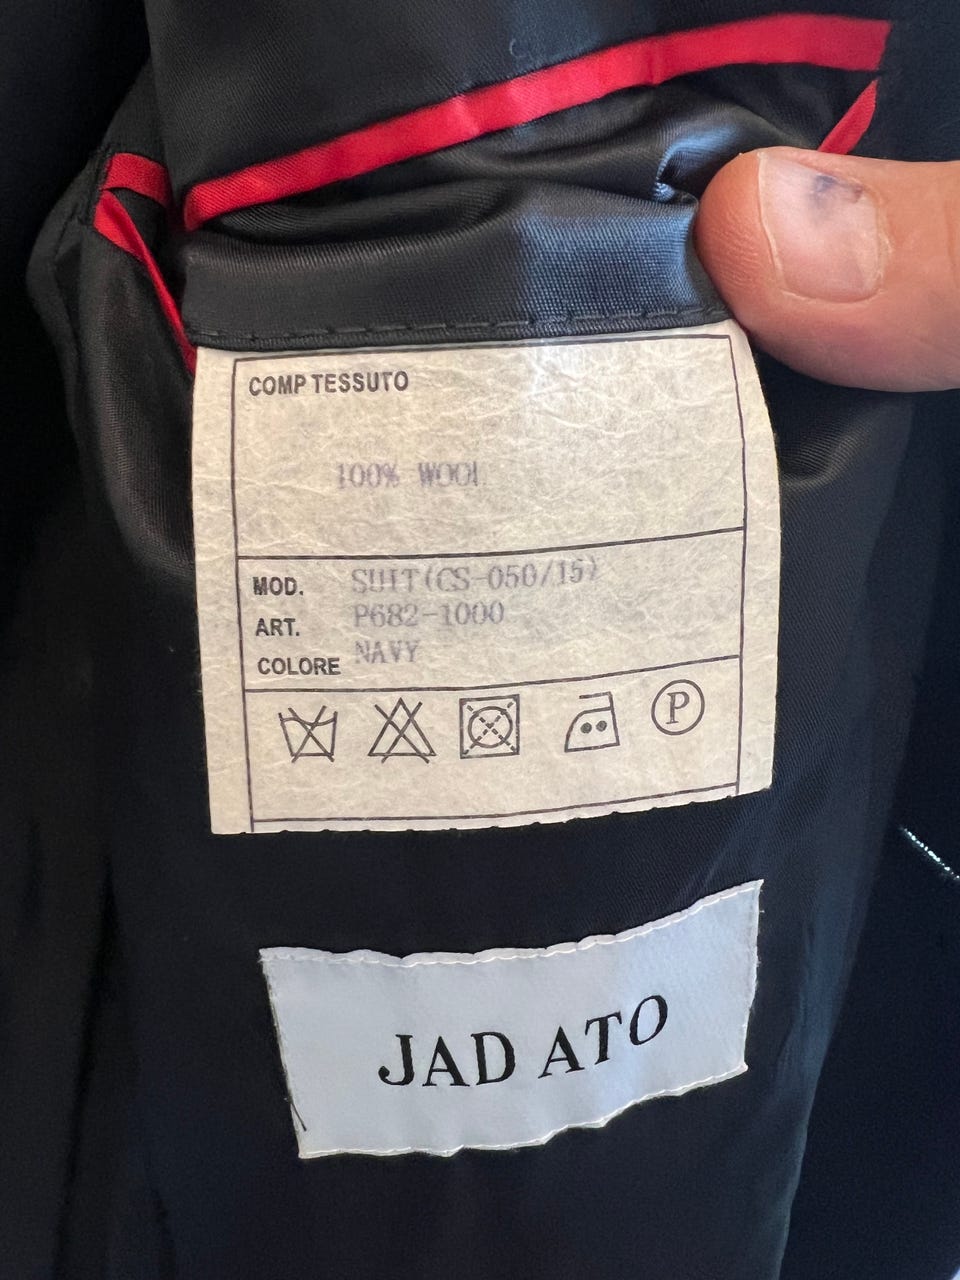 COMP TESSUTO
100% WOOL
MOD. SUIT(CS-050/15)
ART. P682-1000
COLORE NAVY
P
JAD ATO